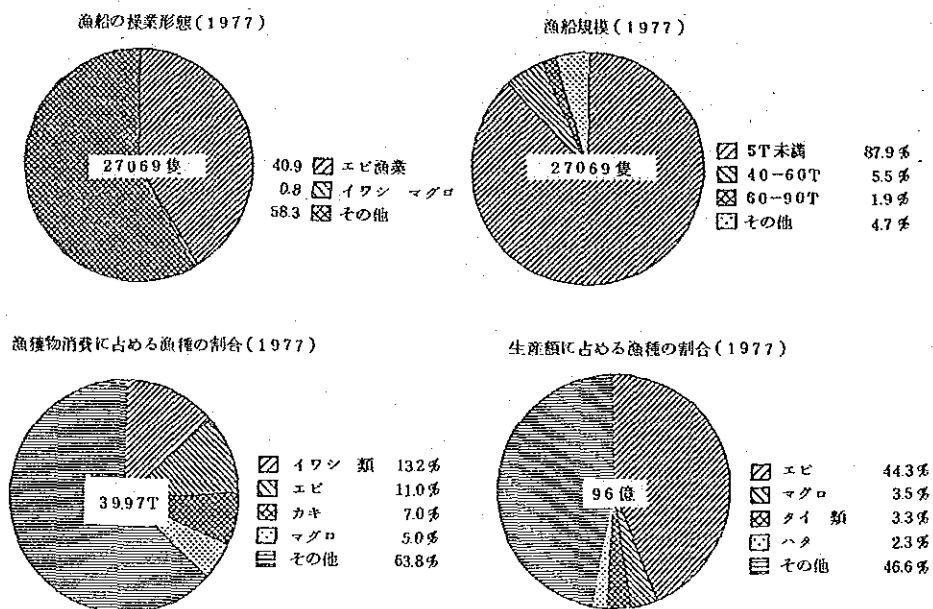 漁船の操業形態(1977)
27069隻
40.9 エビ漁業
0.8 イワシ マグロ
58.3 その他
漁船規模(1977)
27069隻
5T未満 87.9%
40-60T 5.5%
60-90T 1.9%
その他 4.7%
漁獲物消費に占める漁種の割合(1977)
39.97T
イワシ 類 13.2%
エビ 11.0%
カキ 7.0%
マグロ 5.0%
その他 63.8%
生産額に占める漁種の割合(1977)
96億
エビ 44.3%
マグロ 3.5%
タイ 類 3.3%
ハタ 2.3%
その他 46.6%